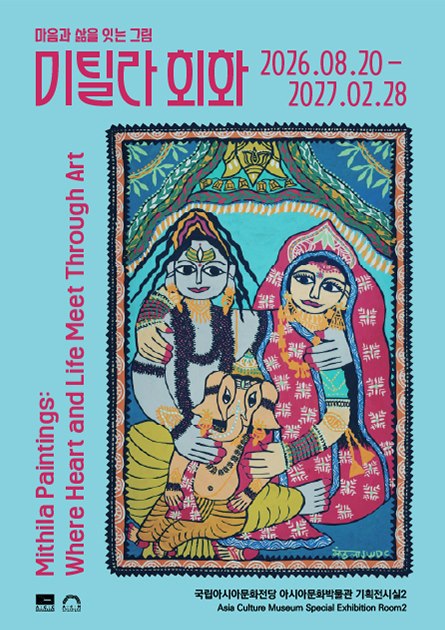 마음과 삶을 잇는 그림
미틸라 회화
2026.08.20 –
2027.02.28
Mithila Paintings:
Where Heart and Life Meet Through Art
국립아시아문화전당 아시아문화박물관 기획전시실2
Asia Culture Museum Special Exhibition Room2